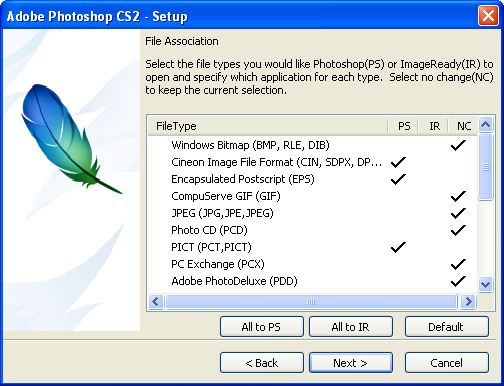 Adobe Photoshop CS2 - Setup
File Association
Select the file types you would like Photoshop(PS) or ImageReady(IR) to
open and specify which application for each type. Select no change(NC)
to keep the current selection.
FileType PS IR NC
Windows Bitmap (BMP, RLE, DIB)
Cineon Image File Format (CIN, SDPX, DP...
Encapsulated Postscript (EPS)
CompuServe GIF (GIF)
JPEG (JPG,JPE,JPEG)
Photo CD (PCD)
PICT (PCT,PICT)
PC Exchange (PCX)
Adobe PhotoDeluxe (PDD)
All to PS All to IR Default
< Back Next > Cancel